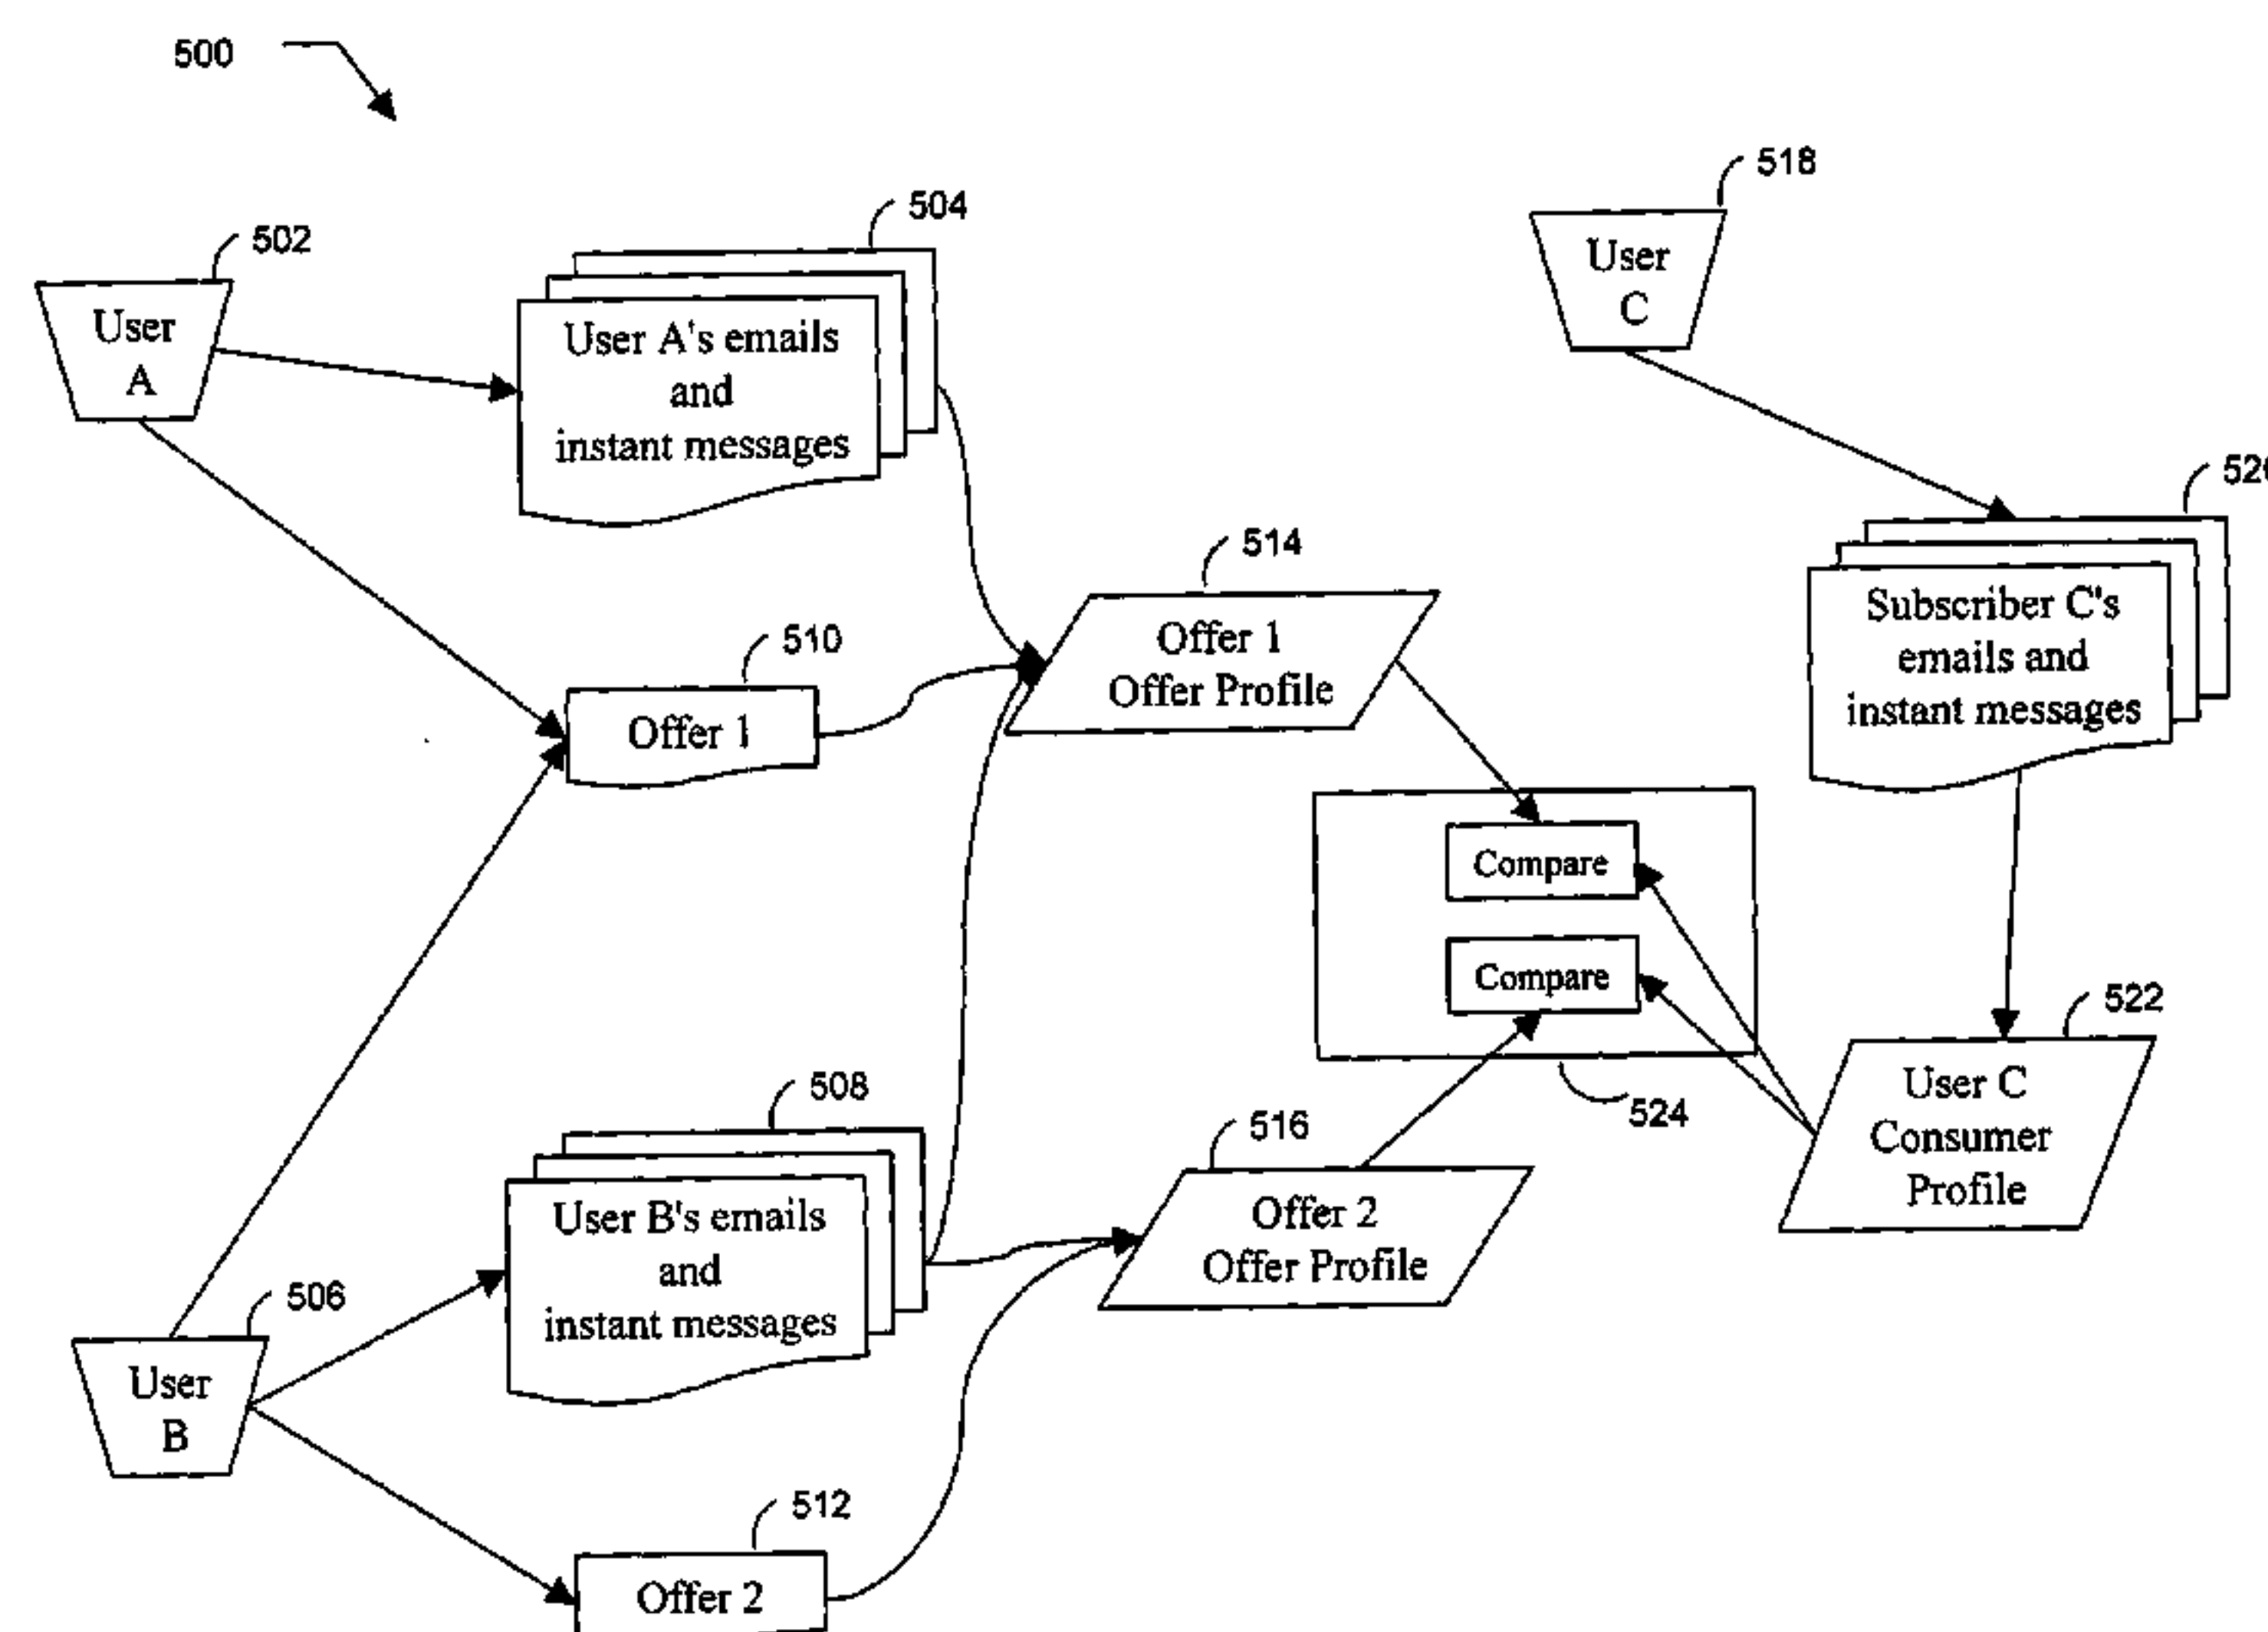 500
518
504
502
User
C
User
A
User A's emails
and
instant messages
514
Subscriber C's
emails and
instant messages
510
Offer 1
Offer Profile
Offer 1
Compare
Compare
522
508
524
516
User C
Consumer
Profile
User B's emails
and
instant messages
Offer 2
Offer Profile
506
User
B
512
Offer 2